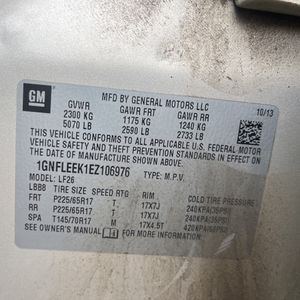 GM
MFD BY GENERAL MOTORS LLC
10/13
GVWR GAWR FRT GAWR RR
2300 KG 1175 KG 1240 KG
5070 LB 2590 LB 2733 LB
THIS VEHICLE CONFORMS TO ALL APPLICABLE U.S. FEDERAL MOTOR
VEHICLE SAFETY AND THEFT PREVENTION STANDARDS IN EFFECT
ON THE DATE OF MANUFACTURE SHOWN ABOVE.
1GNFLEEK1EZ106976 TYPE: M.P.V.
MODEL: LF26
LBB8 TIRE SIZE SPEED RTG RIM COLD TIRE PRESSURE
FRT P225/65R17 T 17X7J 240KPA(35PSI)
RR P225/65R17 T 17X7J 240KPA(35PSI)
SPA T145/70R17 M 17X4.5T 420KPA(60PSI)
SEE OWNER'S MANUAL FOR